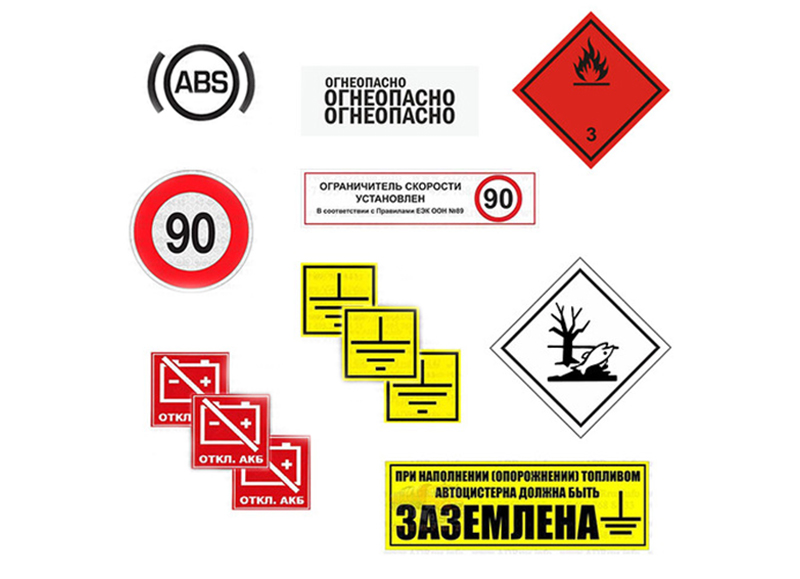 ABS
ОГНЕОПАСНО
ОГНЕОПАСНО
ОГНЕОПАСНО
3
90
ОГРАНИЧИТЕЛЬ СКОРОСТИ
УСТАНОВЛЕН
В соответствии с Правилами ЕЭК ООН №89
90
ОТКЛ.
ОТКЛ. АКБ
ОТКЛ. АКБ
ПРИ НАПОЛНЕНИИ (ОПОРОЖНЕНИИ) ТОПЛИВОМ
АВТОЦИСТЕРНА ДОЛЖНА БЫТЬ
ЗАЗЕМЛЕНА